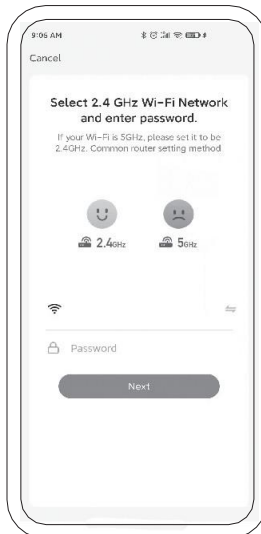 9:06 AM
Cancel
Select 2.4 GHz Wi-Fi Network
and enter password.
If your Wi-Fi is 5GHz, please set it to be
2.4GHz. Common router setting method
2.4GHz 5GHz
Password
Next